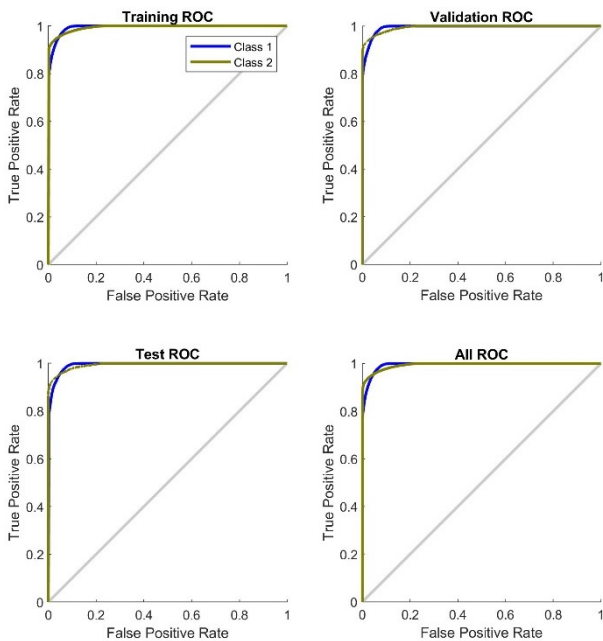 Training ROC
Class 1
Class 2
True Positive Rate
1
0.8
0.6
0.4
0.2
0
0 0.2 0.4 0.6 0.8 1
False Positive Rate
Validation ROC
True Positive Rate
1
0.8
0.6
0.4
0.2
0
0 0.2 0.4 0.6 0.8 1
False Positive Rate
Test ROC
True Positive Rate
1
0.8
0.6
0.4
0.2
0
0 0.2 0.4 0.6 0.8 1
False Positive Rate
All ROC
True Positive Rate
1
0.8
0.6
0.4
0.2
0
0 0.2 0.4 0.6 0.8 1
False Positive Rate